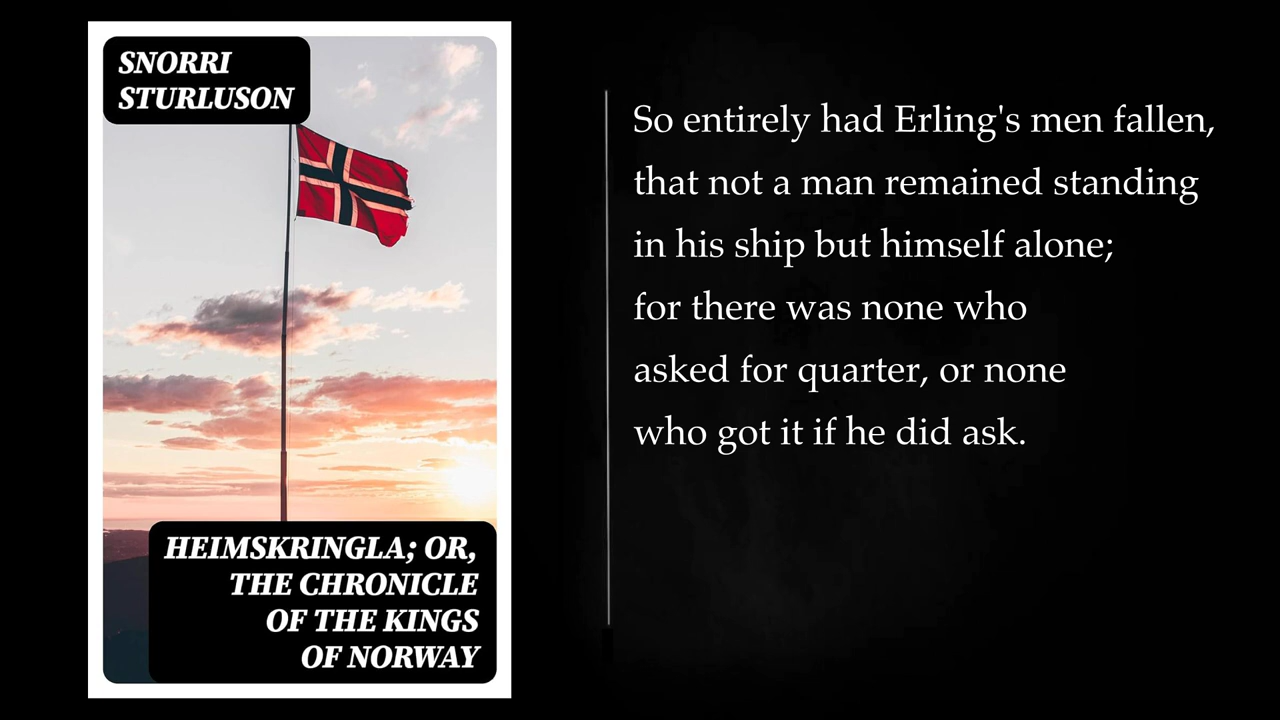 SNORRI
STURLUSON
HEIMSKRINGLA; OR,
THE CHRONICLE
OF THE KINGS
OF NORWAY
So entirely had Erling's men fallen,
that not a man remained standing
in his ship but himself alone;
for there was none who
asked for quarter, or none
who got it if he did ask.